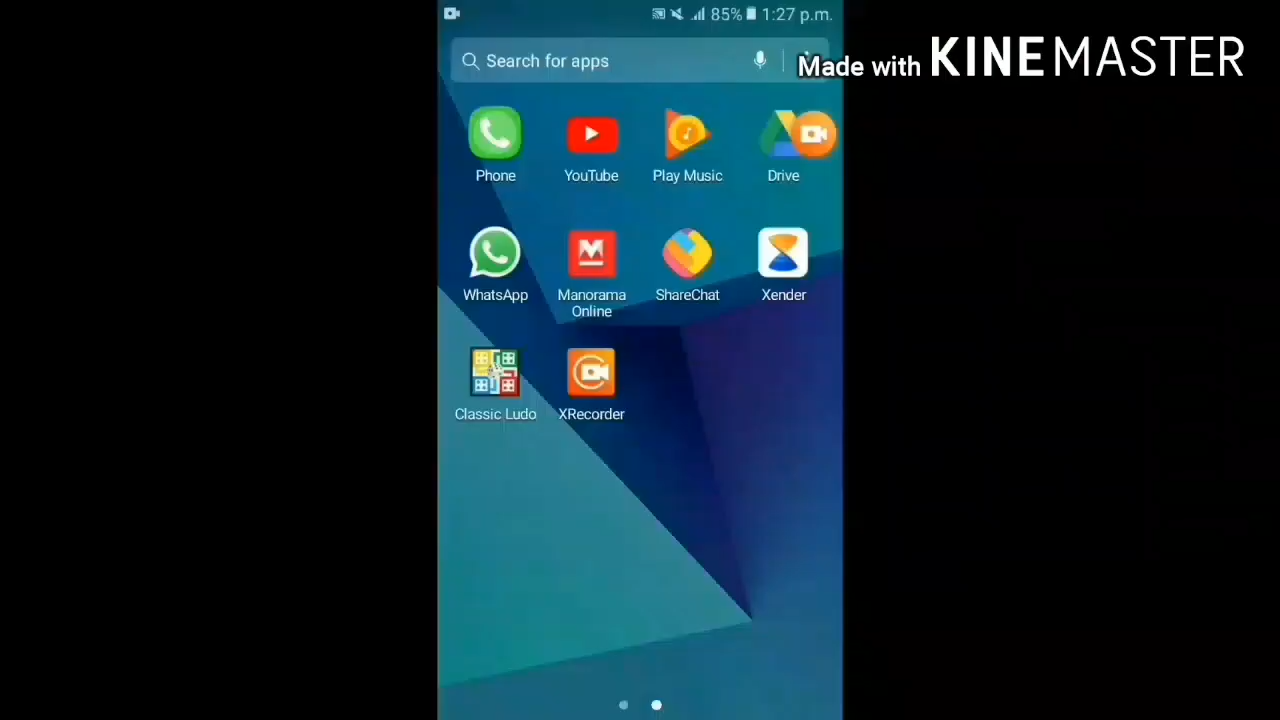 85% 1:27 p.m.
Search for apps
Made with KINEMASTER
Phone
YouTube
Play Music
Drive
WhatsApp
Manorama
Online
ShareChat
Xender
Classic Ludo
XRecorder